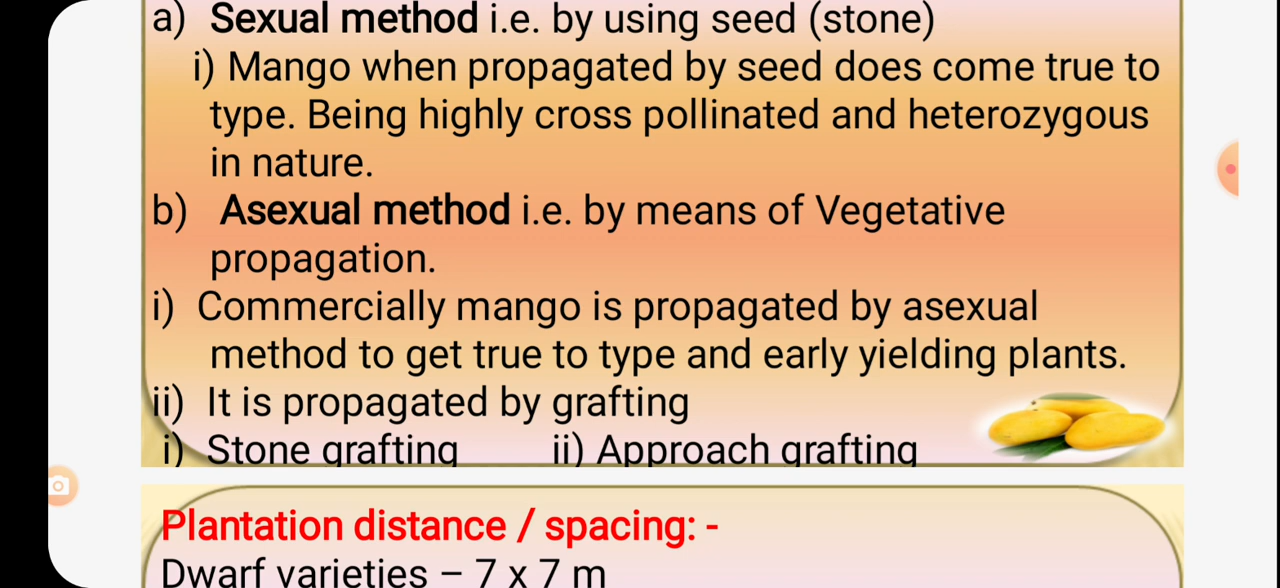 a) Sexual method i.e. by using seed (stone)
i) Mango when propagated by seed does come true to
type. Being highly cross pollinated and heterozygous
in nature.
b) Asexual method i.e. by means of Vegetative
propagation.
i) Commercially mango is propagated by asexual
method to get true to type and early yielding plants.
ii) It is propagated by grafting
i) Stone grafting ii) Approach grafting
Plantation distance / spacing: -
Dwarf varieties – 7 x 7 m